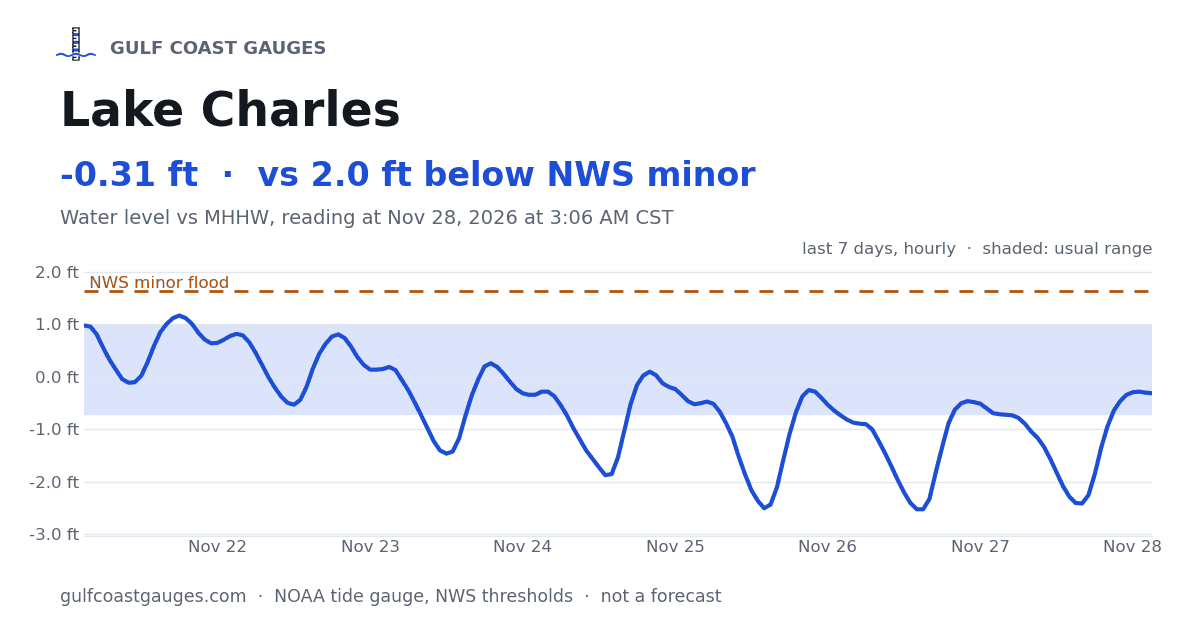 GULF COAST GAUGES
Lake Charles
-0.31 ft · vs 2.0 ft below NWS minor
Water level vs MHHW, reading at Nov 28, 2026 at 3:06 AM CST
last 7 days, hourly · shaded: usual range
2.0 ft
NWS minor flood
1.0 ft
0.0 ft
-1.0 ft
-2.0 ft
-3.0 ft
Nov 22 Nov 23 Nov 24 Nov 25 Nov 26 Nov 27 Nov 28
gulfcoastgauges.com · NOAA tide gauge, NWS thresholds · not a forecast